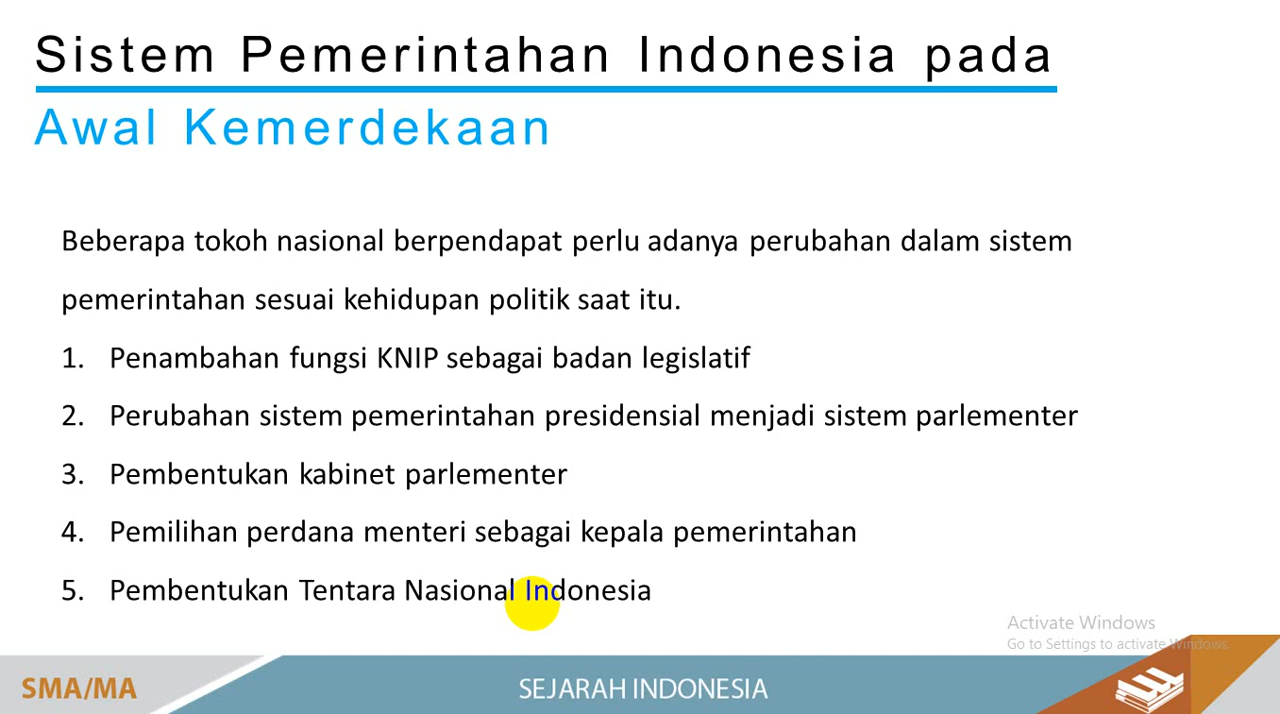 Sistem Pemerintahan Indonesia pada
Awal Kemerdekaan
Beberapa tokoh nasional berpendapat perlu adanya perubahan dalam sistem
pemerintahan sesuai kehidupan politik saat itu.
1. Penambahan fungsi KNIP sebagai badan legislatif
2. Perubahan sistem pemerintahan presidensial menjadi sistem parlementer
3. Pembentukan kabinet parlementer
4. Pemilihan perdana menteri sebagai kepala pemerintahan
5. Pembentukan Tentara Nasional Indonesia
Activate Windows
Go to Settings to activate Windows.
SMA/MA
SEJARAH INDONESIA